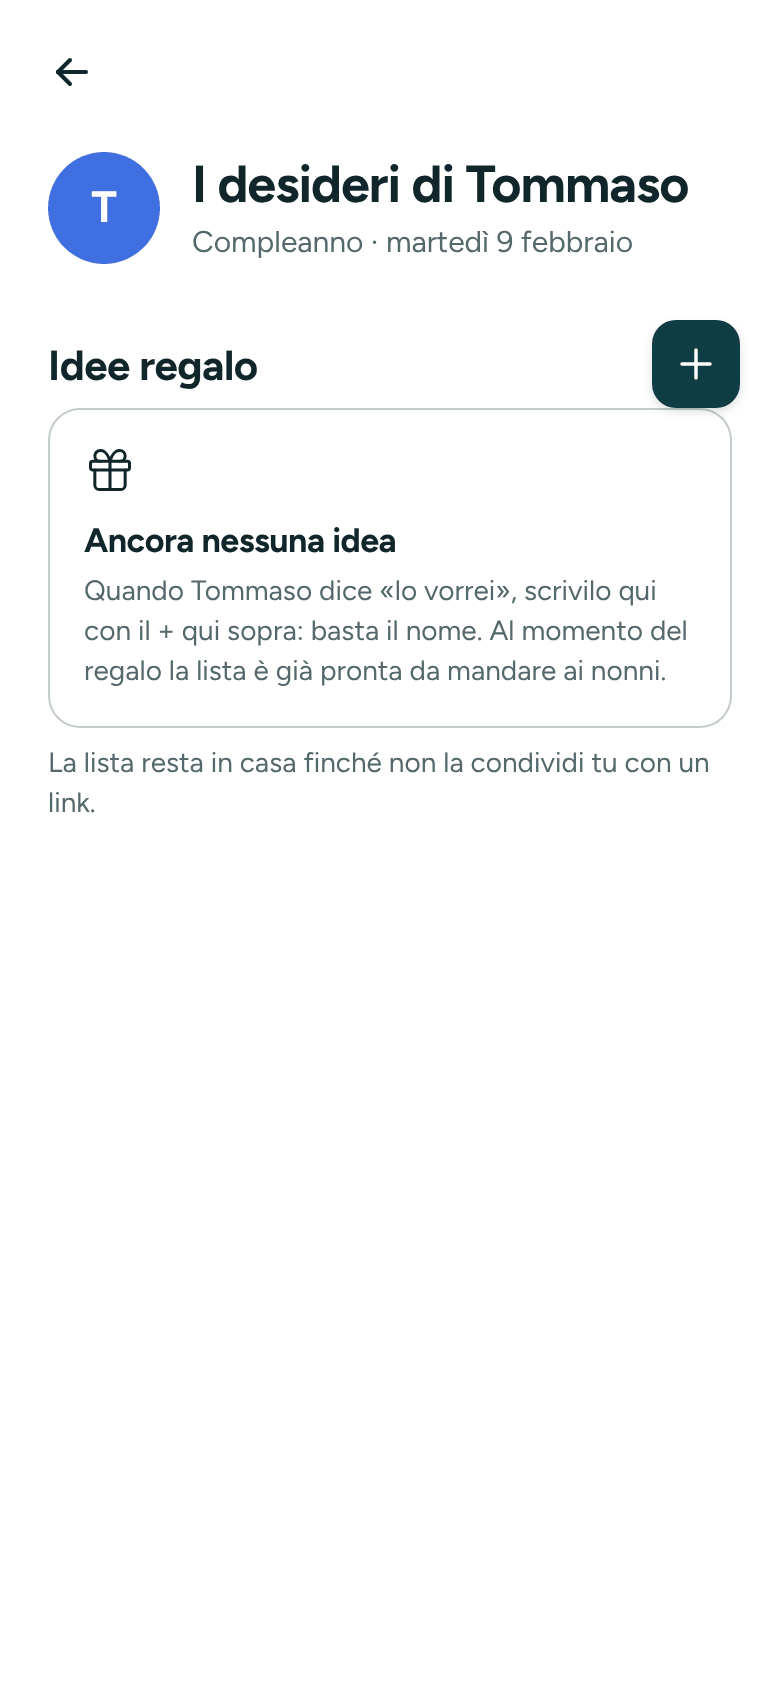 T
I desideri di Tommaso
Compleanno · martedì 9 febbraio
Idee regalo
Ancora nessuna idea
Quando Tommaso dice «lo vorrei», scrivilo qui
con il + qui sopra: basta il nome. Al momento del
regalo la lista è già pronta da mandare ai nonni.
La lista resta in casa finché non la condividi tu con un
link.